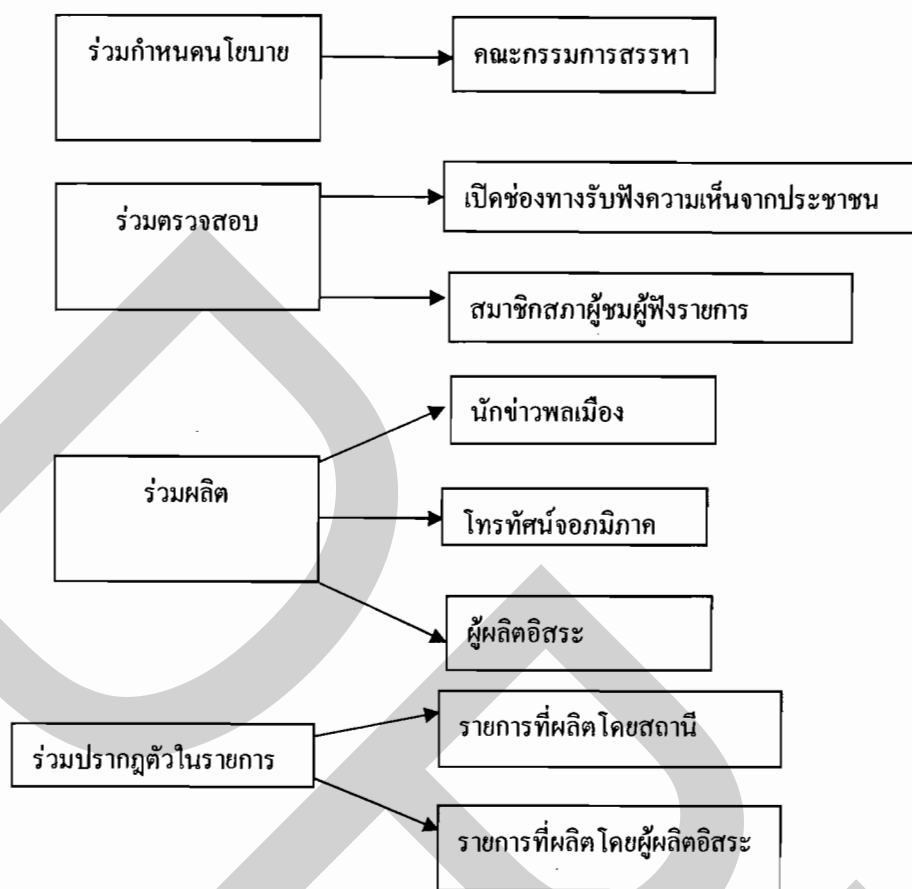 ร่วมกำหนดนโยบาย
คณะกรรมการสรรหา
ร่วมตรวจสอบ
เปิดช่องทางรับฟังความเห็นจากประชาชน
สมาชิกสภาผู้ชมผู้ฟังรายการ
นักข่าวพลเมือง
ร่วมผลิต
โทรทัศน์จอภมิภาค
ผู้ผลิตอิสระ
รายการที่ผลิตโดยสถานี
ร่วมปรากฎตัวในรายการ
รายการที่ผลิตโดยผู้ผลิตอิสระ